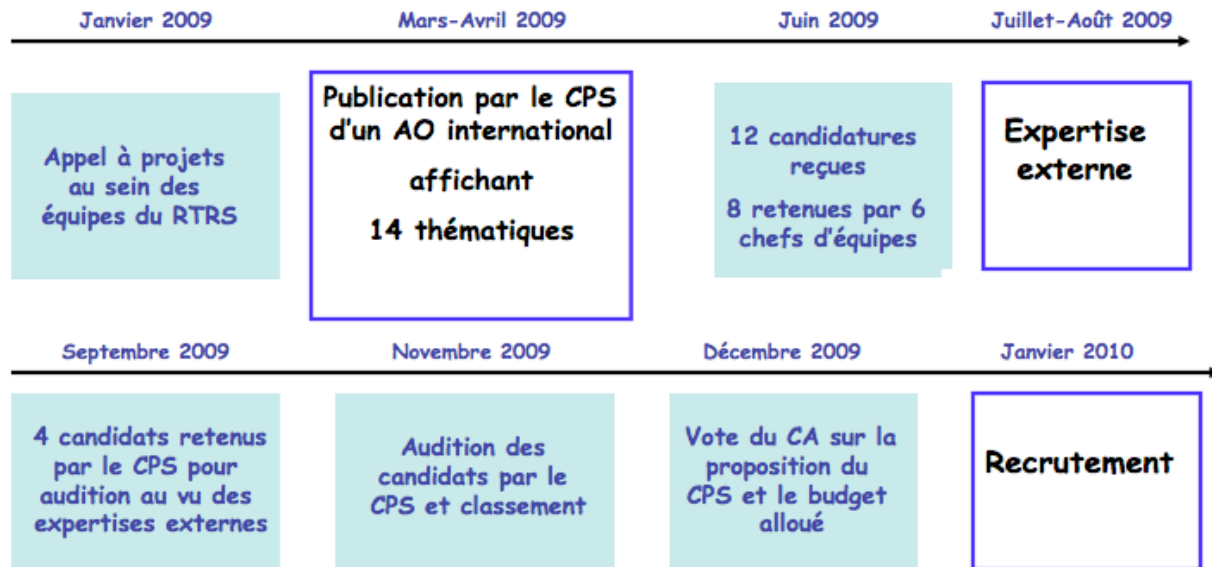 Janvier 2009
Mars-Avril 2009
Juin 2009
Juillet-Août 2009
Appel à projets
au sein des
équipes du RTRS
Publication par le CPS
d'un AO international
affichant
14 thématiques
12 candidatures
reçues
8 retenues par 6
chefs d'équipes
Expertise
externe
Septembre 2009
Novembre 2009
Décembre 2009
Janvier 2010
4 candidats retenus
par le CPS pour
audition au vu des
expertises externes
Audition des
candidats par le
CPS et classement
Vote du CA sur la
proposition du
CPS et le budget
alloué
Recrutement